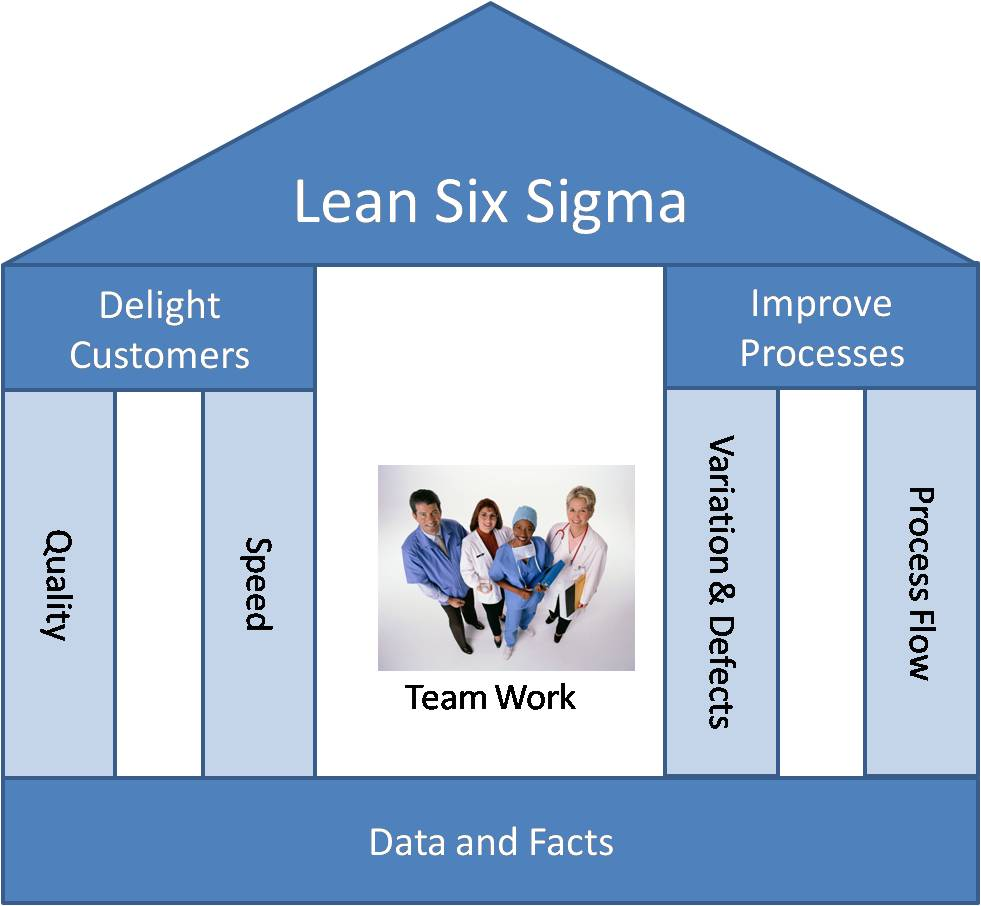 Lean Six Sigma
Delight
Customers
Improve
Processes
Quality
Speed
Team Work
Variation & Defects
Process Flow
Data and Facts